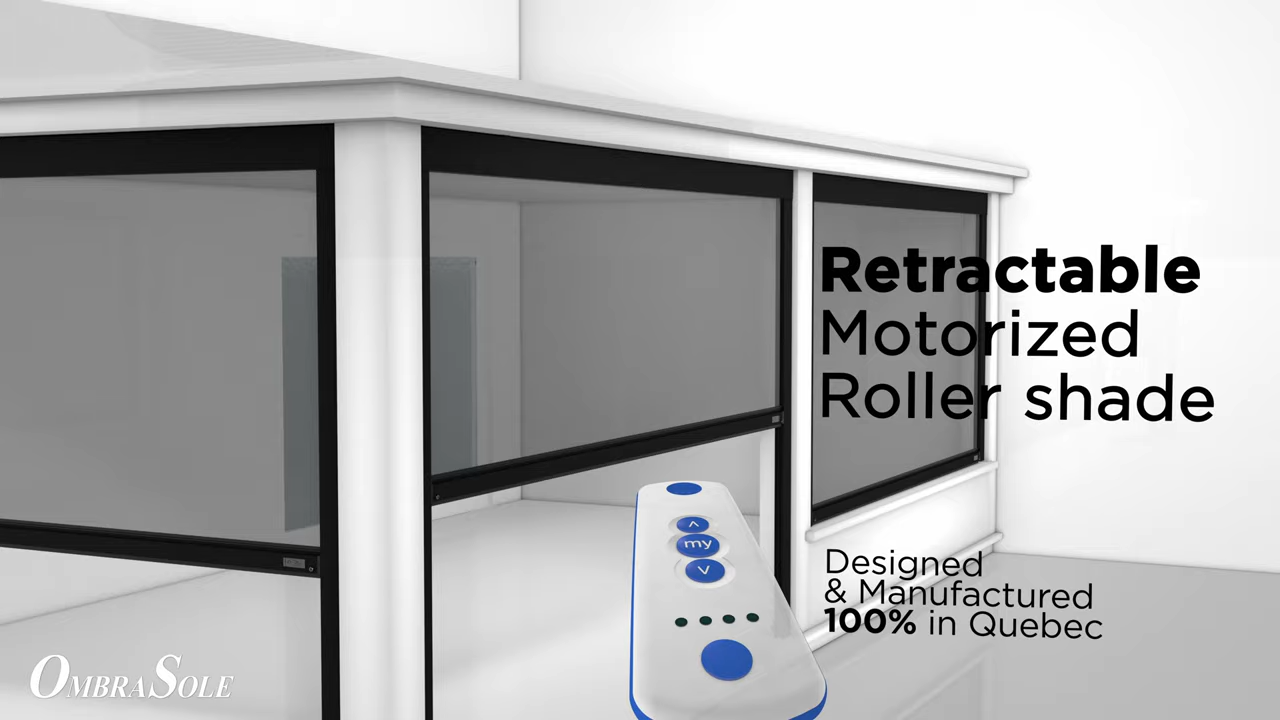 Retractable
Motorized
Roller shade
my
Designed
& Manufactured
100% in Quebec
OMBRASOLE